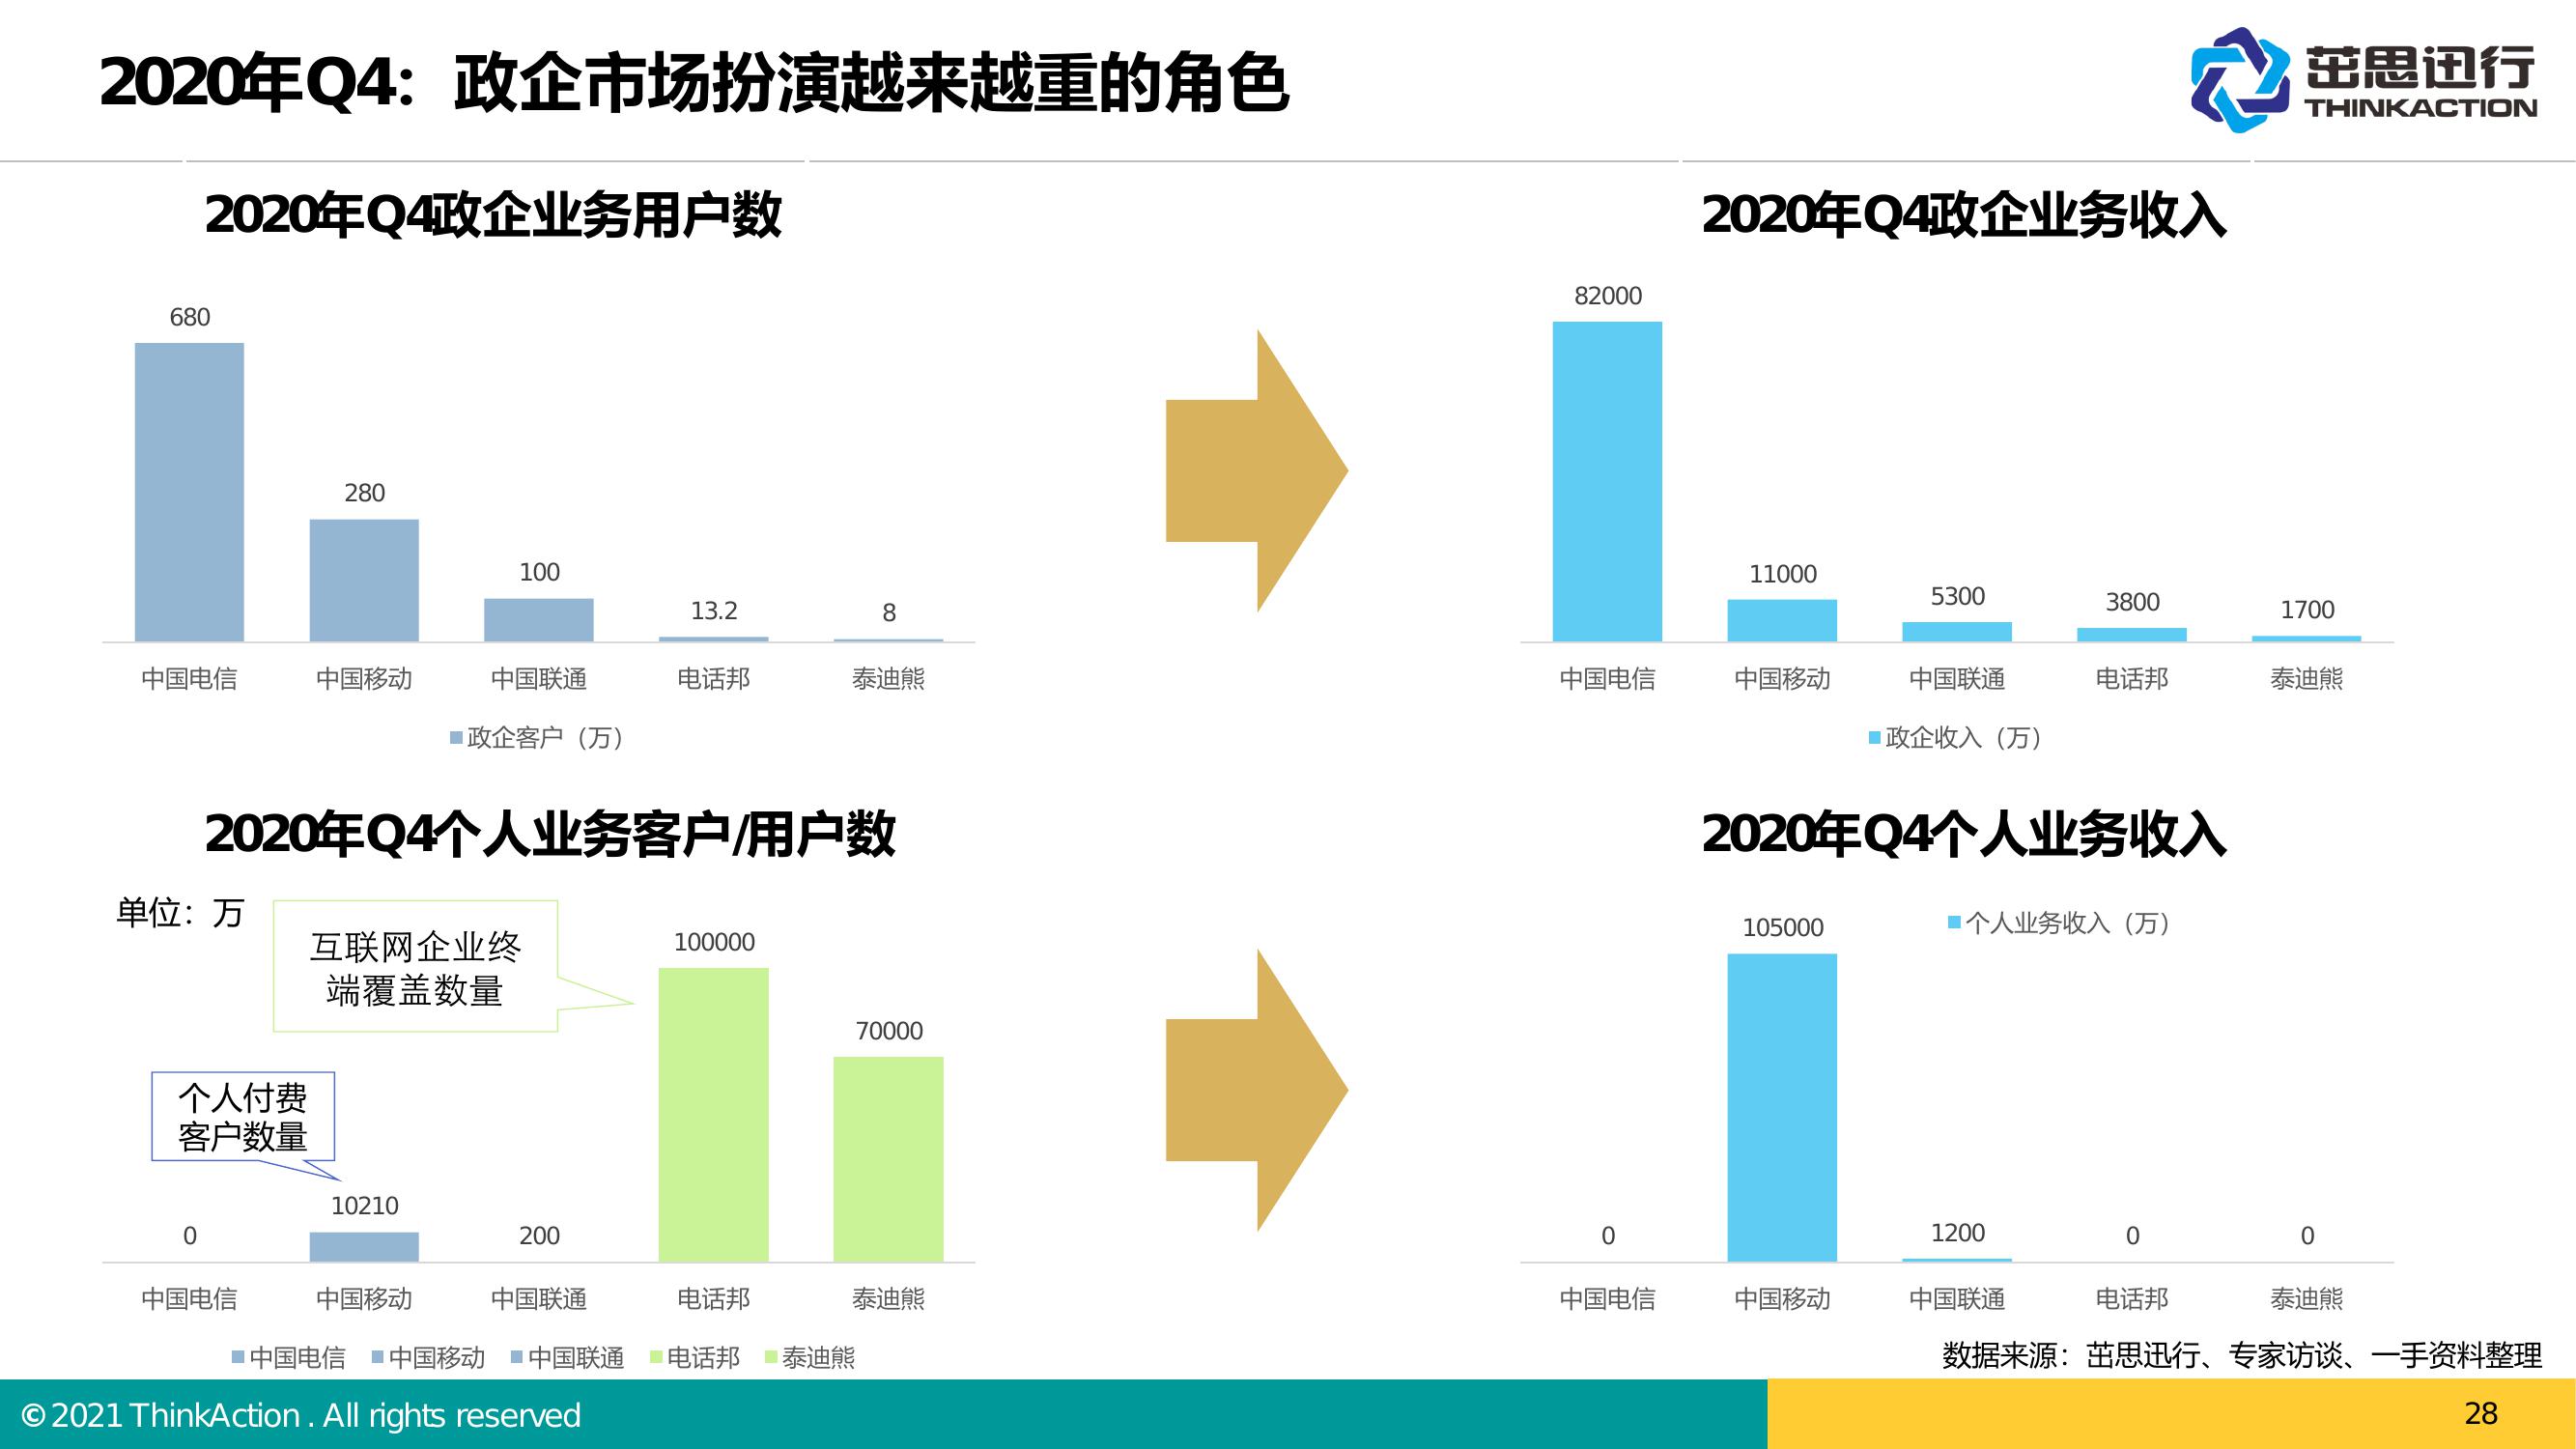 2020年Q4：政企市场扮演越来越重的角色
茁思迅行
THINKACTION
2020年Q4政企业务用户数
680
280
100
13.2
8
中国电信 中国移动 中国联通 电话邦 泰迪熊
政企客户（万）
2020年Q4政企业务收入
82000
11000
5300
3800
1700
中国电信 中国移动 中国联通 电话邦 泰迪熊
政企收入（万）
2020年Q4个人业务客户/用户数
单位：万
互联网企业终
端覆盖数量
个人付费
客户数量
0
10210
200
100000
70000
中国电信 中国移动 中国联通 电话邦 泰迪熊
中国电信 中国移动 中国联通 电话邦 泰迪熊
2020年Q4个人业务收入
个人业务收入（万）
0
105000
1200
0
0
中国电信 中国移动 中国联通 电话邦 泰迪熊
数据来源：茁思迅行、专家访谈、一手资料整理
© 2021 ThinkAction . All rights reserved
28